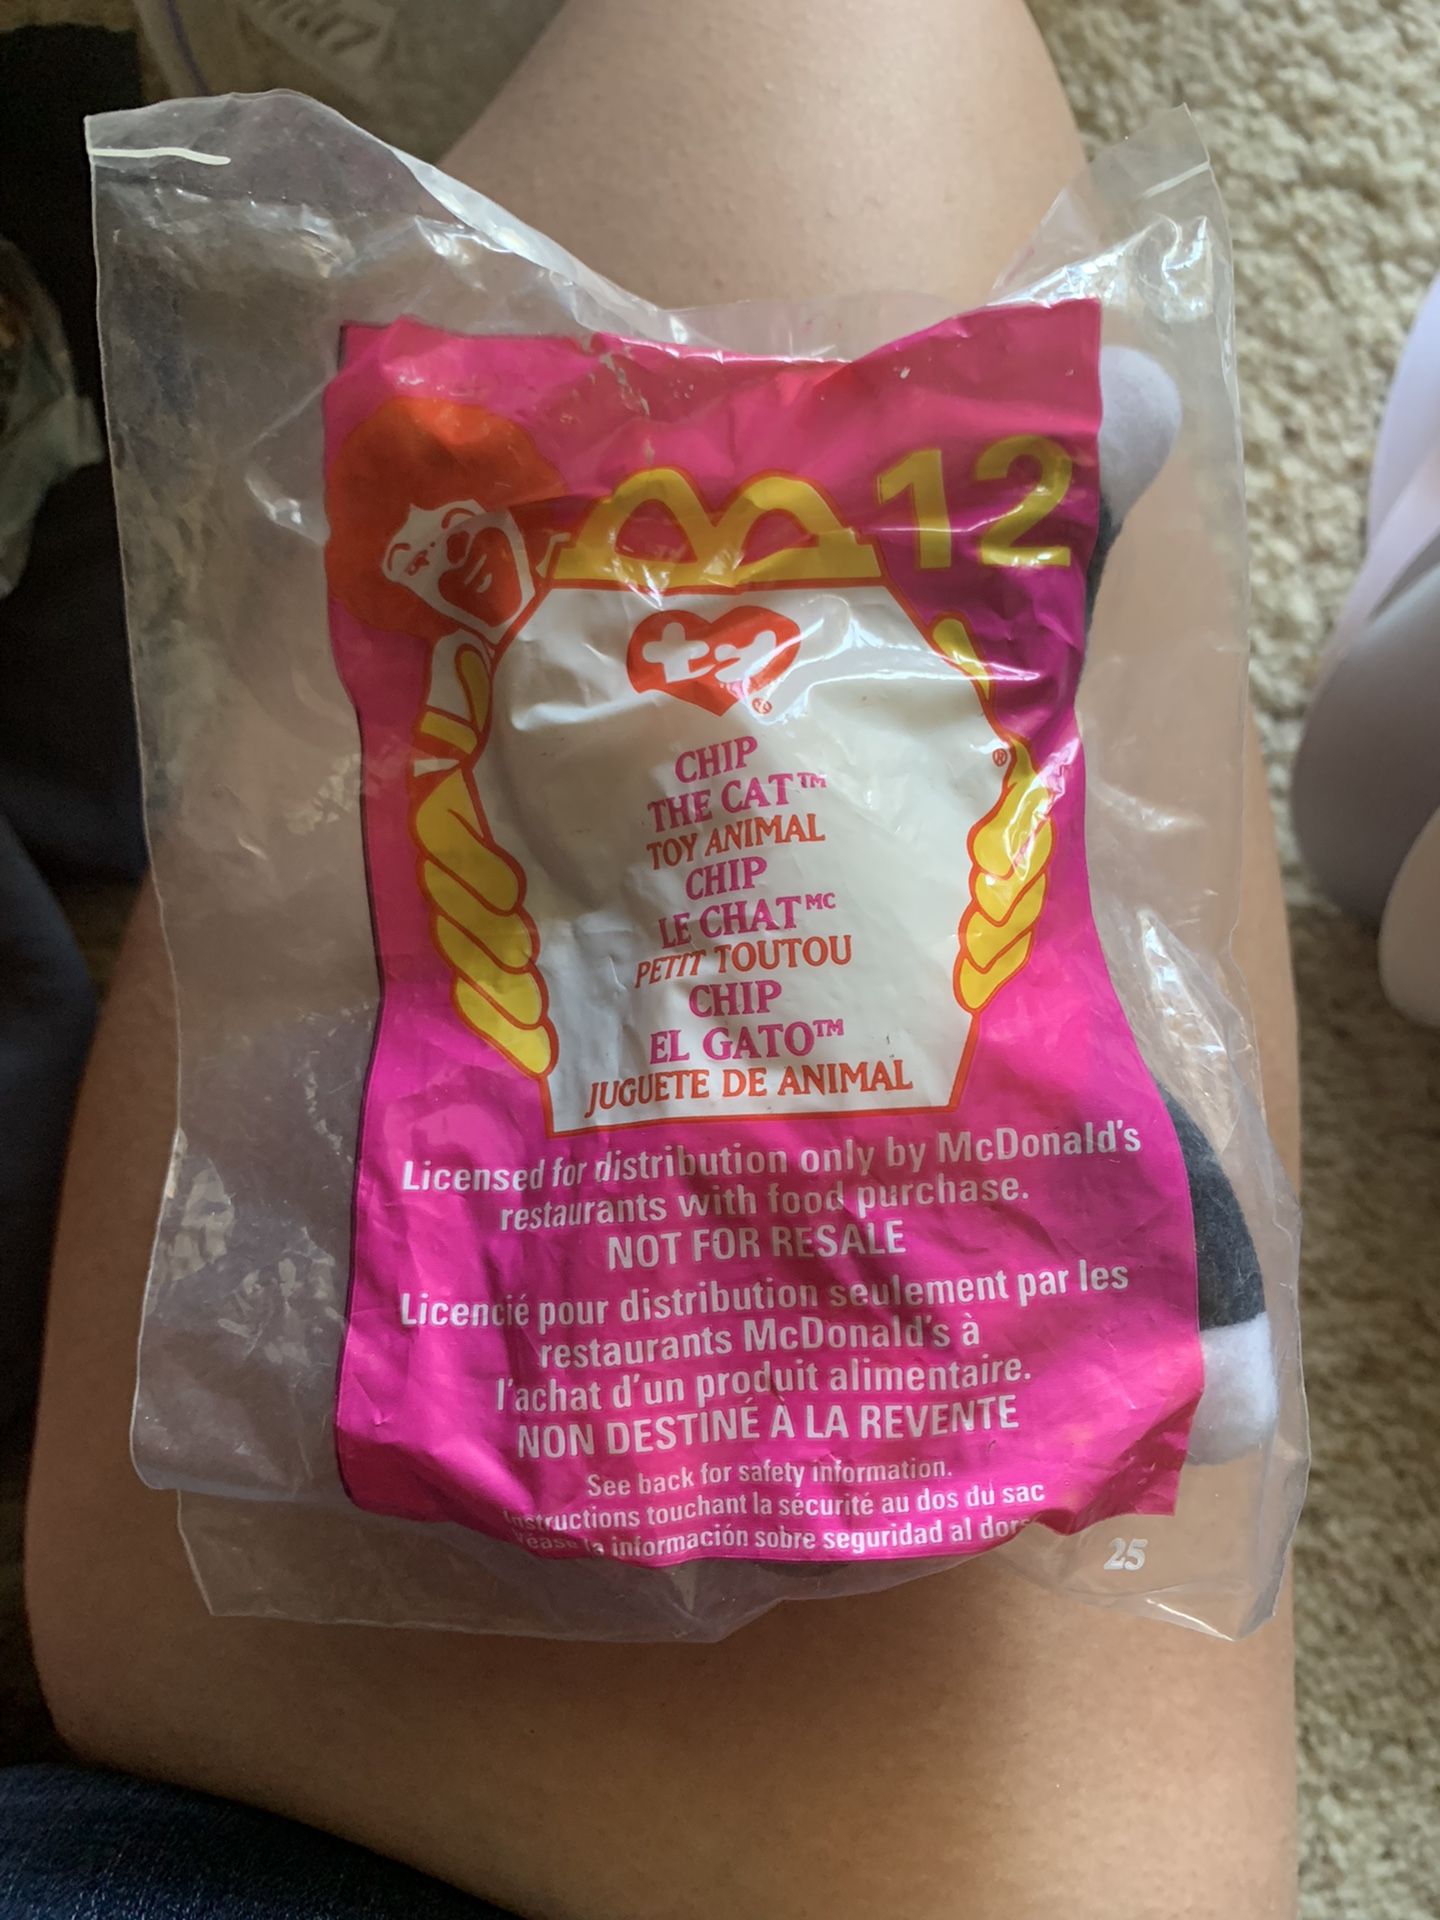 12
ty®
®
CHIP
THE CAT™
TOY ANIMAL
CHIP
LE CHAT MC
PETIT TOUTOU
CHIP
EL GATO™
JUGUETE DE ANIMAL
Licensed for distribution only by McDonald's
restaurants with food purchase.
NOT FOR RESALE
Licencié pour distribution seulement par les
restaurants McDonald's à
l'achat d'un produit alimentaire.
NON DESTINÉ À LA REVENTE
See back for safety information.
Instructions touchant la sécurité au dos du sac
Véase la información sobre seguridad al dorso
25